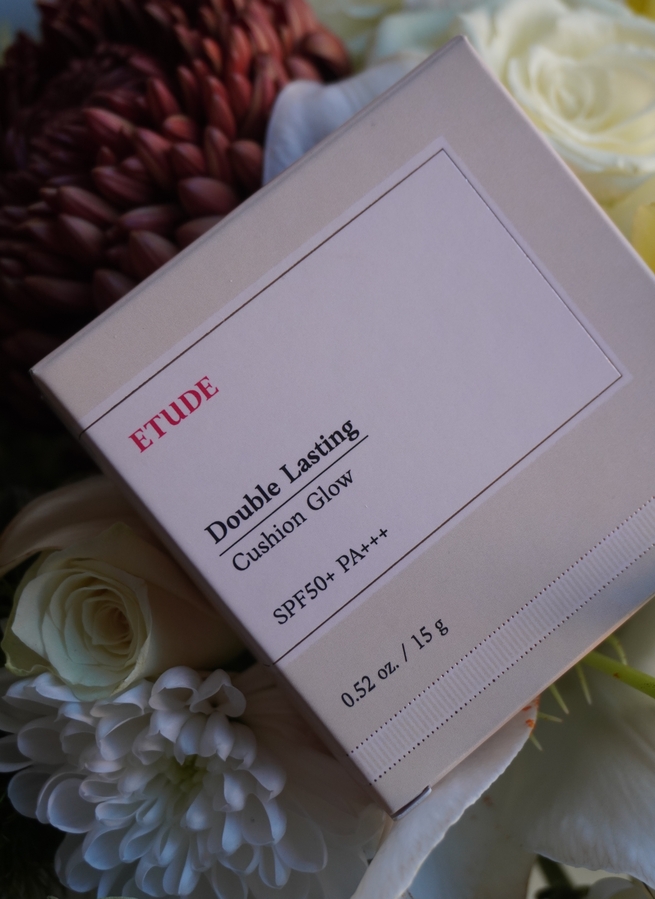 ETUDE
Double Lasting
Cushion Glow
SPF50+ PA+++
0.52 oz. / 15 g